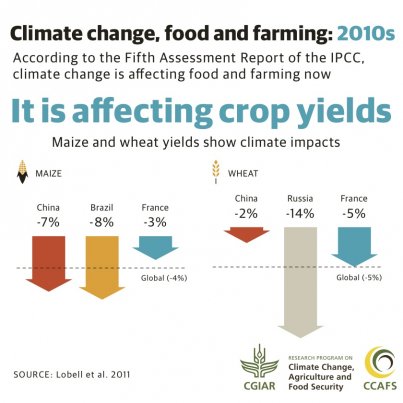 Climate change, food and farming: 2010s
According to the Fifth Assessment Report of the IPCC,
climate change is affecting food and farming now
It is affecting crop yields
Maize and wheat yields show climate impacts
MAIZE
China
-7%
Brazil
-8%
France
-3%
Global (-4%)
WHEAT
China
-2%
Russia
-14%
France
-5%
Global (-5%)
SOURCE: Lobell et al. 2011
CGIAR
RESEARCH PROGRAM ON
Climate Change,
Agriculture and
Food Security
CCAFS